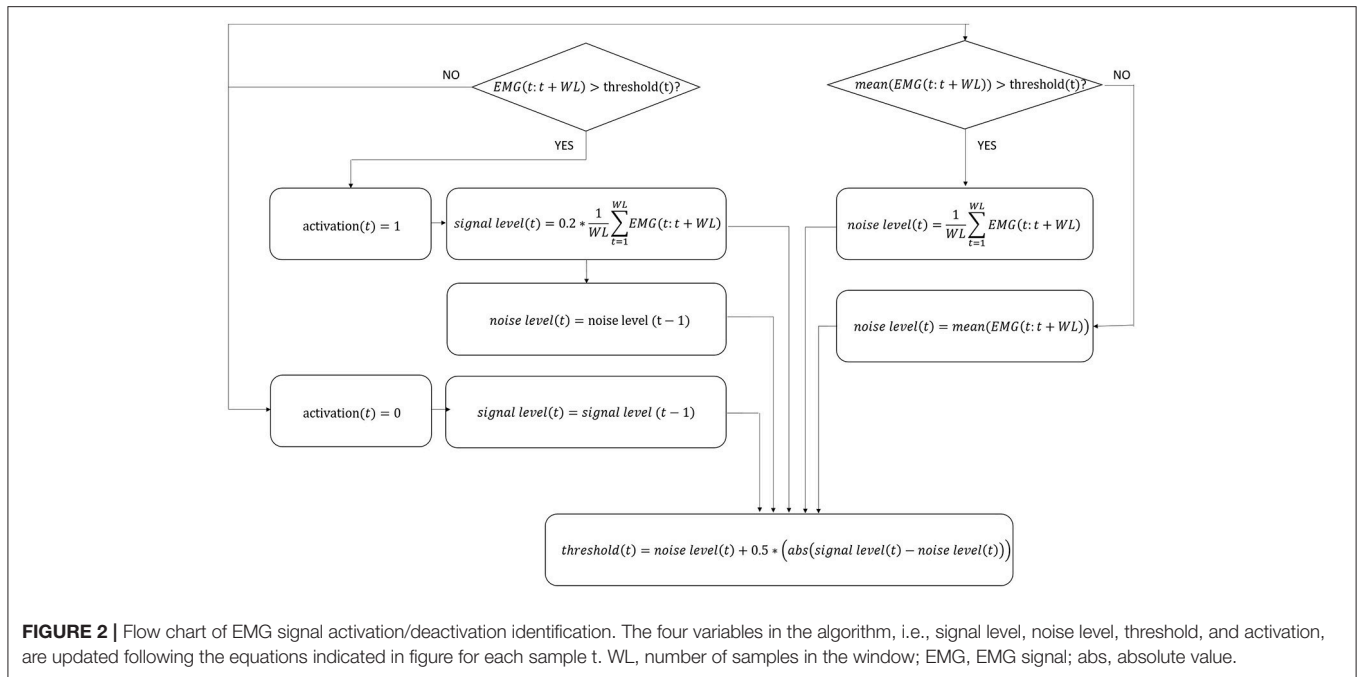 NO
EMG(t: t + WL) > threshold(t)?
YES
mean(EMG(t: t + WL)) > threshold(t)?
NO
YES
activation(t) = 1
signal level(t) = 0.2 * \frac{1}{WL} \sum_{t=1}^{WL} EMG(t: t + WL)
noise level(t) = \frac{1}{WL} \sum_{t=1}^{WL} EMG(t: t + WL)
noise level(t) = noise level (t − 1)
noise level(t) = mean(EMG(t: t + WL))
activation(t) = 0
signal level(t) = signal level (t − 1)
threshold(t) = noise level(t) + 0.5 * (abs(signal level(t) − noise level(t)))
FIGURE 2 | Flow chart of EMG signal activation/deactivation identification. The four variables in the algorithm, i.e., signal level, noise level, threshold, and activation,
are updated following the equations indicated in figure for each sample t. WL, number of samples in the window; EMG, EMG signal; abs, absolute value.